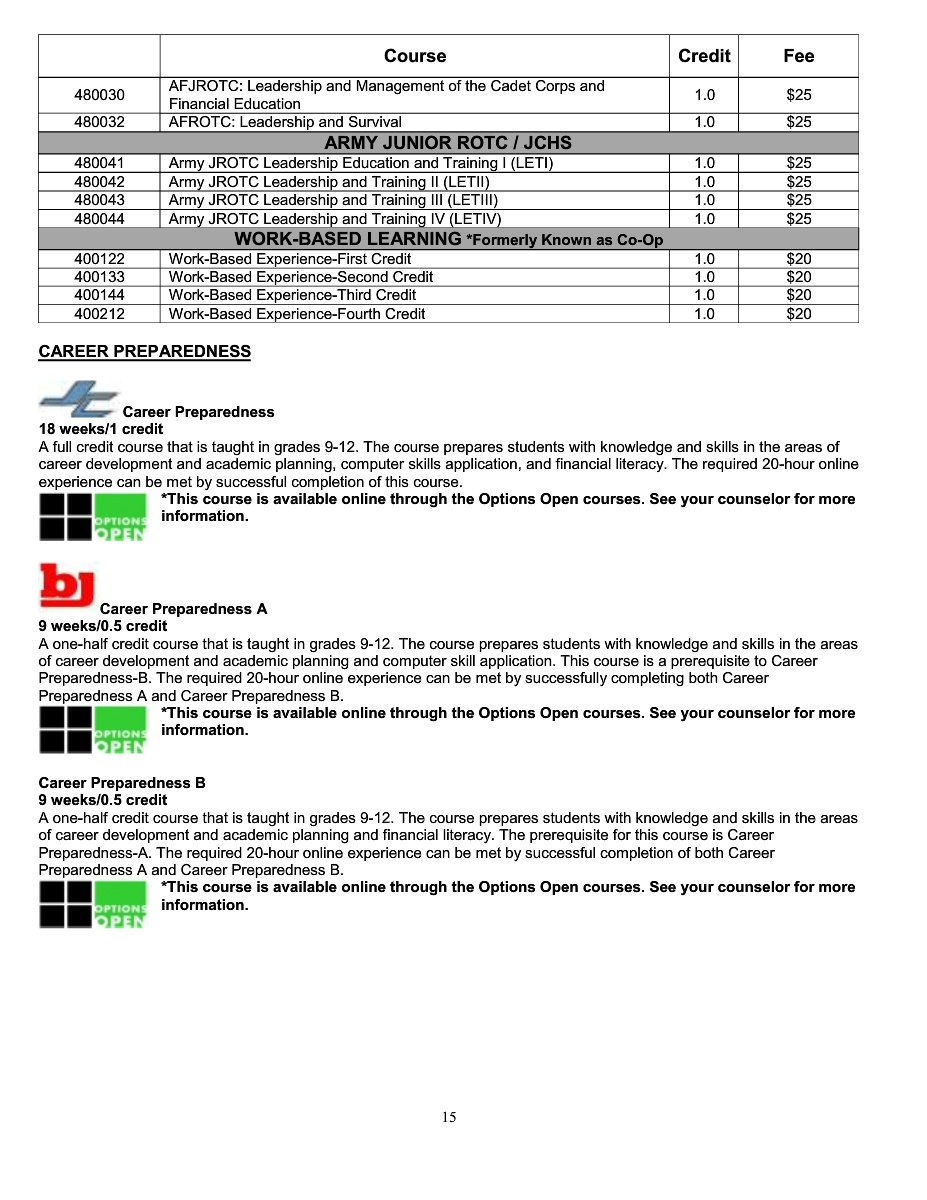 Course Credit Fee
480030 AFJROTC: Leadership and Management of the Cadet Corps and
Financial Education 1.0 $25
480032 AFROTC: Leadership and Survival 1.0 $25
ARMY JUNIOR ROTC / JCHS
480041 Army JROTC Leadership Education and Training I (LETI) 1.0 $25
480042 Army JROTC Leadership and Training II (LETII) 1.0 $25
480043 Army JROTC Leadership and Training III (LETIII) 1.0 $25
480044 Army JROTC Leadership and Training IV (LETIV) 1.0 $25
WORK-BASED LEARNING *Formerly Known as Co-Op
400122 Work-Based Experience-First Credit 1.0 $20
400133 Work-Based Experience-Second Credit 1.0 $20
400144 Work-Based Experience-Third Credit 1.0 $20
400212 Work-Based Experience-Fourth Credit 1.0 $20
CAREER PREPAREDNESS
JC Career Preparedness
18 weeks/1 credit
A full credit course that is taught in grades 9-12. The course prepares students with knowledge and skills in the areas of
career development and academic planning, computer skills application, and financial literacy. The required 20-hour online
experience can be met by successful completion of this course.
*This course is available online through the Options Open courses. See your counselor for more
information.
OPTIONS
OPEN
bj Career Preparedness A
9 weeks/0.5 credit
A one-half credit course that is taught in grades 9-12. The course prepares students with knowledge and skills in the areas
of career development and academic planning and computer skill application. This course is a prerequisite to Career
Preparedness-B. The required 20-hour online experience can be met by successfully completing both Career
Preparedness A and Career Preparedness B.
*This course is available online through the Options Open courses. See your counselor for more
information.
OPTIONS
OPEN
Career Preparedness B
9 weeks/0.5 credit
A one-half credit course that is taught in grades 9-12. The course prepares students with knowledge and skills in the areas
of career development and academic planning and financial literacy. The prerequisite for this course is Career
Preparedness-A. The required 20-hour online experience can be met by successful completion of both Career
Preparedness A and Career Preparedness B.
*This course is available online through the Options Open courses. See your counselor for more
information.
OPTIONS
OPEN
15